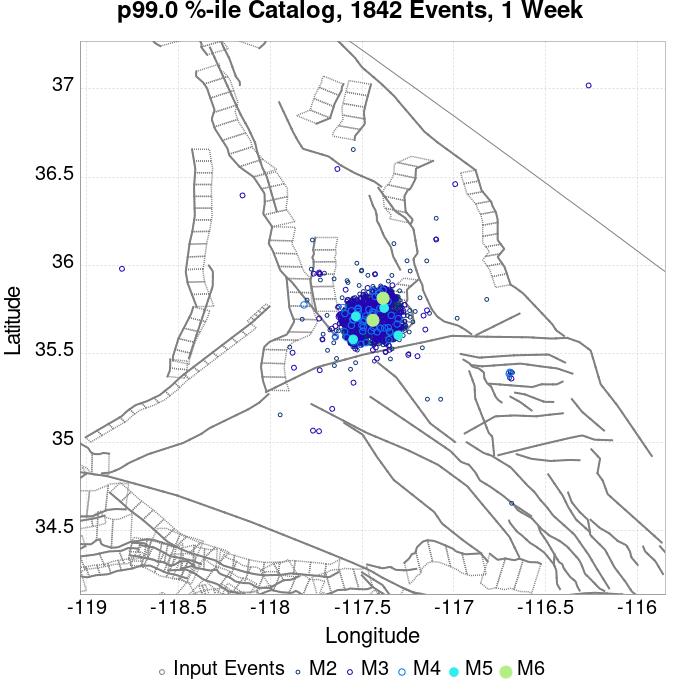 p99.0 %-ile Catalog, 1842 Events, 1 Week
37
36.5
36
35.5
35
34.5
Latitude
-119 -118.5 -118 -117.5 -117 -116.5 -116
Longitude
Input Events M2 M3 M4 M5 M6